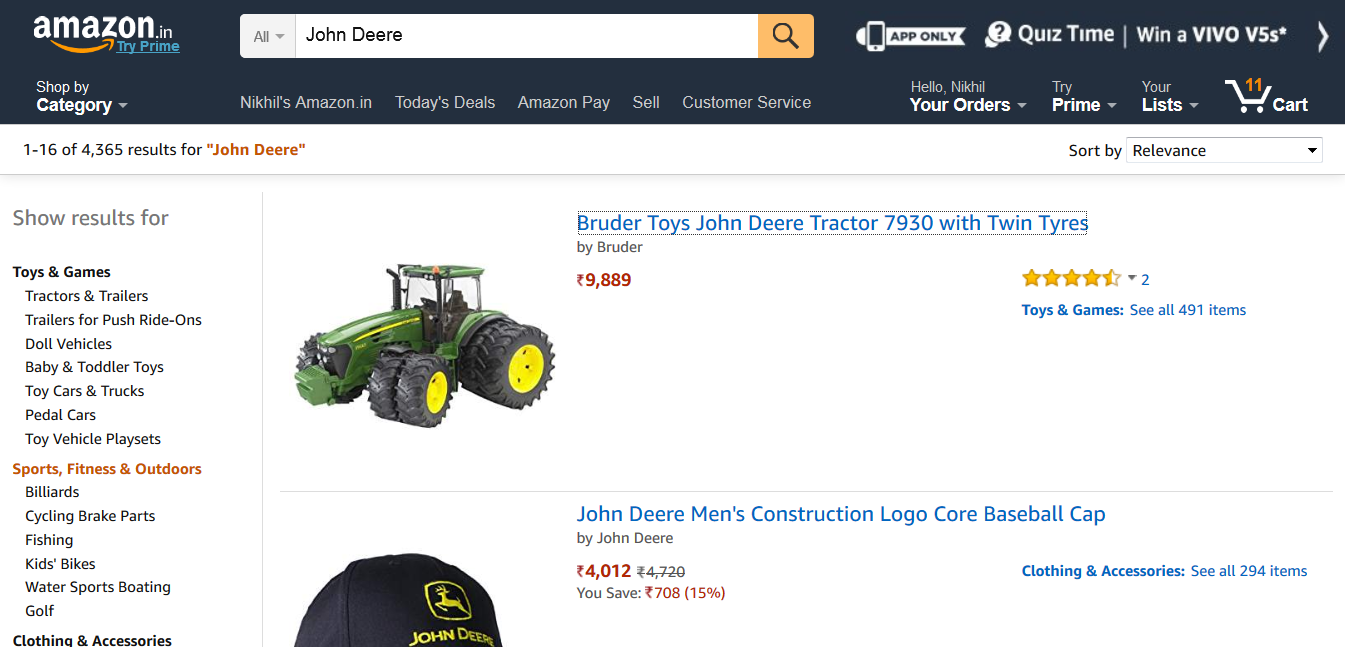 amazon.in
Try Prime
All
John Deere
APP ONLY
Quiz Time | Win a VIVO V5s*
Shop by
Category
Nikhil's Amazon.in
Today's Deals
Amazon Pay
Sell
Customer Service
Hello, Nikhil
Your Orders
Try
Prime
Your
Lists
11
Cart
1-16 of 4,365 results for "John Deere"
Sort by Relevance
Show results for
Toys & Games
Tractors & Trailers
Trailers for Push Ride-Ons
Doll Vehicles
Baby & Toddler Toys
Toy Cars & Trucks
Pedal Cars
Toy Vehicle Playsets
Sports, Fitness & Outdoors
Billiards
Cycling Brake Parts
Fishing
Kids' Bikes
Water Sports Boating
Golf
Clothing & Accessories
Bruder Toys John Deere Tractor 7930 with Twin Tyres
by Bruder
₹9,889
2
Toys & Games: See all 491 items
John Deere Men's Construction Logo Core Baseball Cap
by John Deere
₹4,012 ₹4,720
You Save: ₹708 (15%)
Clothing & Accessories: See all 294 items
JOHN DEERE